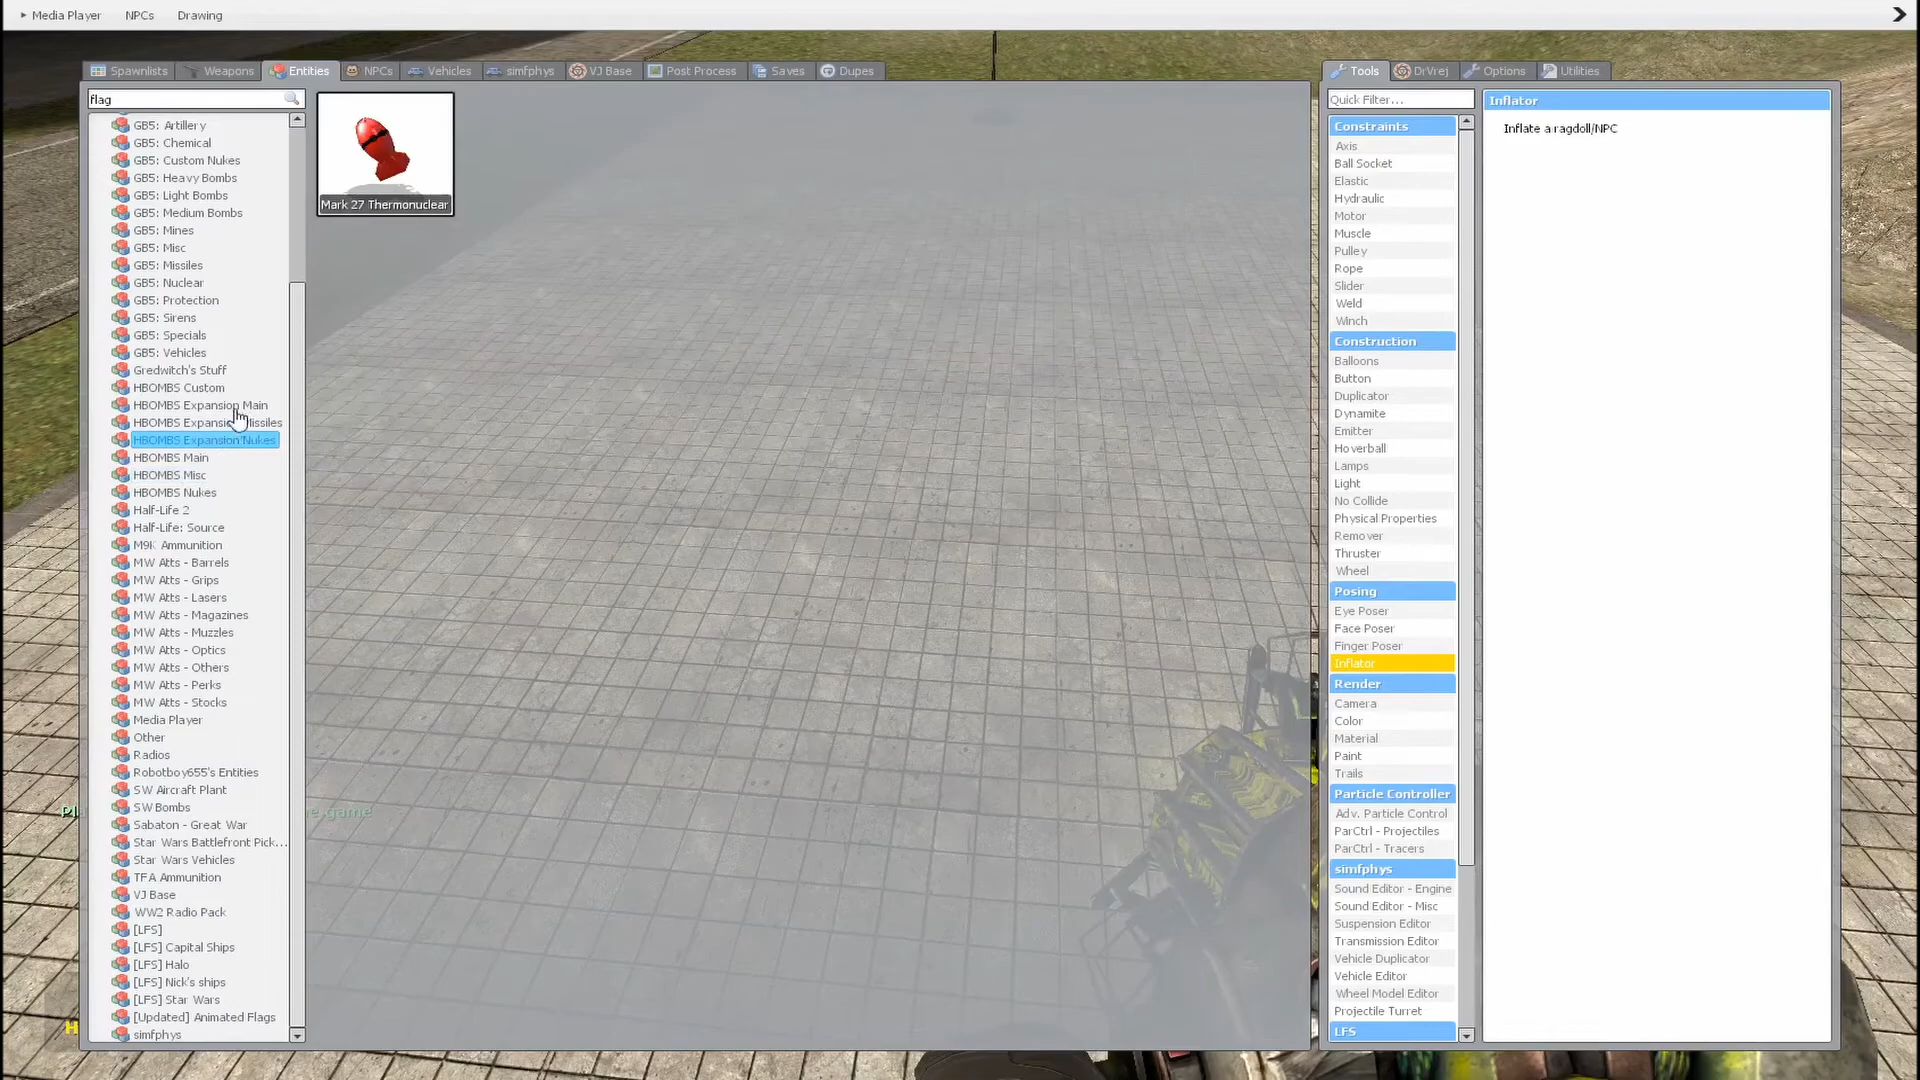 Media Player NPCs Drawing
Spawnlists Weapons Entities NPCs Vehicles simfphys VJ Base Post Process Saves Dupes
flag
GB5: Artillery
GB5: Chemical
GB5: Custom Nukes
GB5: Heavy Bombs
GB5: Light Bombs
GB5: Medium Bombs
GB5: Mines
GB5: Misc
GB5: Missiles
GB5: Nuclear
GB5: Protection
GB5: Sirens
GB5: Specials
GB5: Vehicles
Gredwitch's Stuff
HBOMBS Custom
HBOMBS Expansion Main
HBOMBS Expansion Missiles
HBOMBS Expansion Nukes
HBOMBS Main
HBOMBS Misc
HBOMBS Nukes
Half-Life 2
Half-Life: Source
M9K Ammunition
MW Atts - Barrels
MW Atts - Grips
MW Atts - Lasers
MW Atts - Magazines
MW Atts - Muzzles
MW Atts - Optics
MW Atts - Others
MW Atts - Perks
MW Atts - Stocks
Media Player
Other
Radios
Robotboy655's Entities
SW Aircraft Plant
SW Bombs
Sabaton - Great War
Star Wars Battlefront Pick...
Star Wars Vehicles
TFA Ammunition
VJ Base
WW2 Radio Pack
[LFS]
[LFS] Capital Ships
[LFS] Halo
[LFS] Nick's ships
[LFS] Star Wars
[Updated] Animated Flags
simfphys
Mark 27 Thermonuclear
game
Tools DrVrej Options Utilities
Quick Filter...
Constraints
Axis
Ball Socket
Elastic
Hydraulic
Motor
Muscle
Pulley
Rope
Slider
Weld
Winch
Construction
Balloons
Button
Duplicator
Dynamite
Emitter
Hoverball
Lamps
Light
No Collide
Physical Properties
Remover
Thruster
Wheel
Posing
Eye Poser
Face Poser
Finger Poser
Inflator
Render
Camera
Color
Material
Paint
Trails
Particle Controller
Adv. Particle Control
ParCtrl - Projectiles
ParCtrl - Tracers
simfphys
Sound Editor - Engine
Sound Editor - Misc
Suspension Editor
Transmission Editor
Vehicle Duplicator
Vehicle Editor
Wheel Model Editor
Projectile Turret
LFS
Inflator
Inflate a ragdoll/NPC